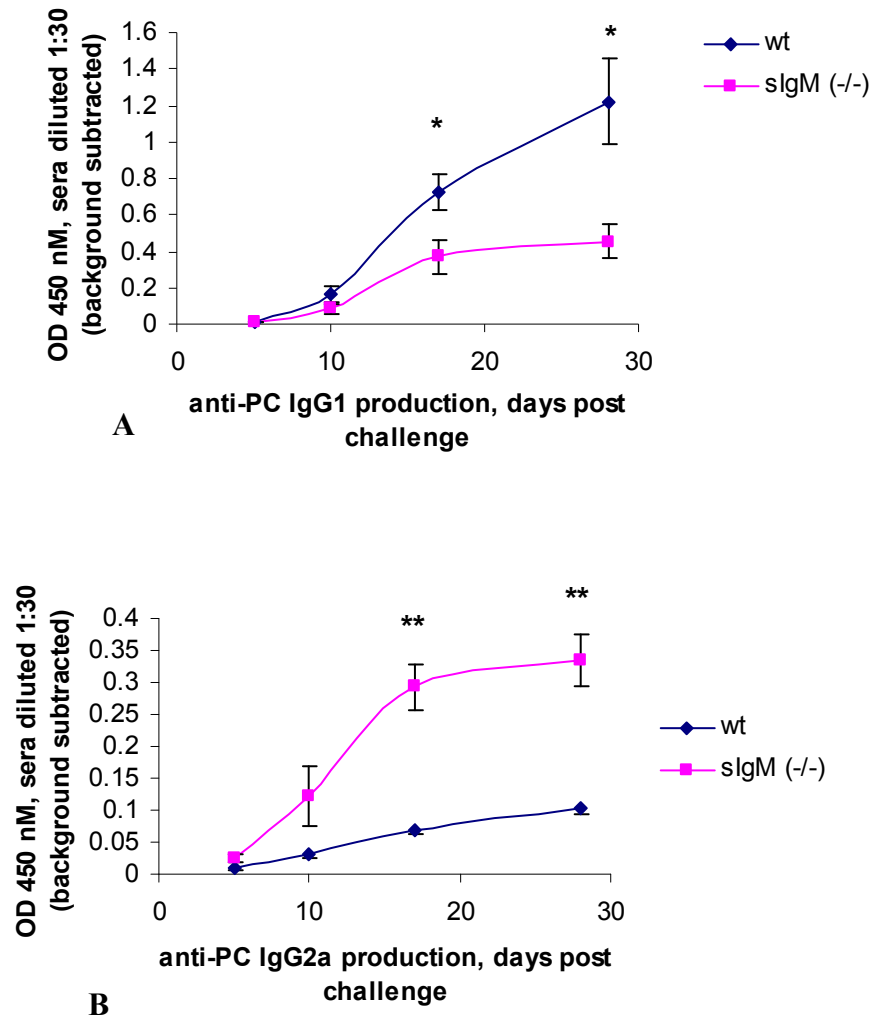 OD 450 nM, sera diluted 1:30
(background subtracted)
1.6
1.4
1.2
1
0.8
0.6
0.4
0.2
0
0
10
20
30
*
*
wt
sIgM (-/-)
anti-PC IgG1 production, days post
challenge
A
OD 450 nM, sera diluted 1:30
(background subtracted)
0.4
0.35
0.3
0.25
0.2
0.15
0.1
0.05
0
0
10
20
30
**
**
wt
sIgM (-/-)
anti-PC IgG2a production, days post
challenge
B